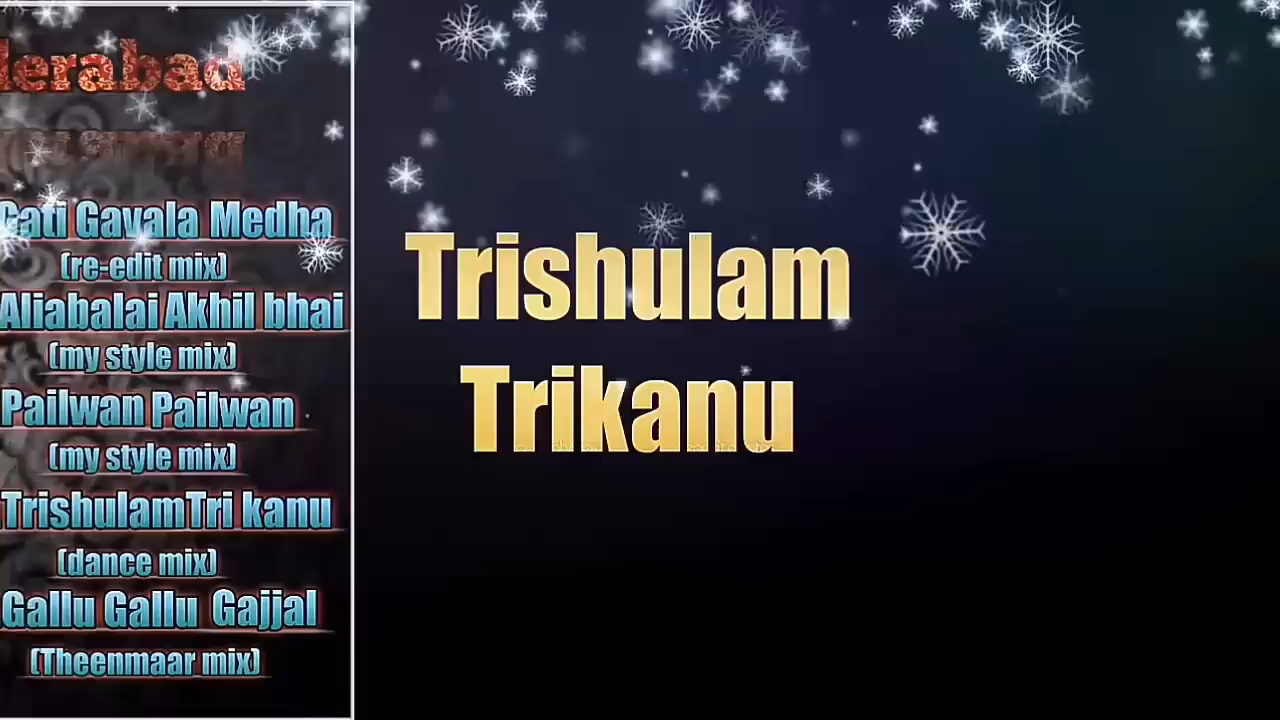 derabad
Gati Gavala Medha
(re-edit mix)
Aliabalai Akhil bhai
(my style mix)
Pailwan Pailwan
(my style mix)
TrishulamTri kanu
(dance mix)
Gallu Gallu Gajjal
(Theenmaar mix)
Trishulam
Trikanu